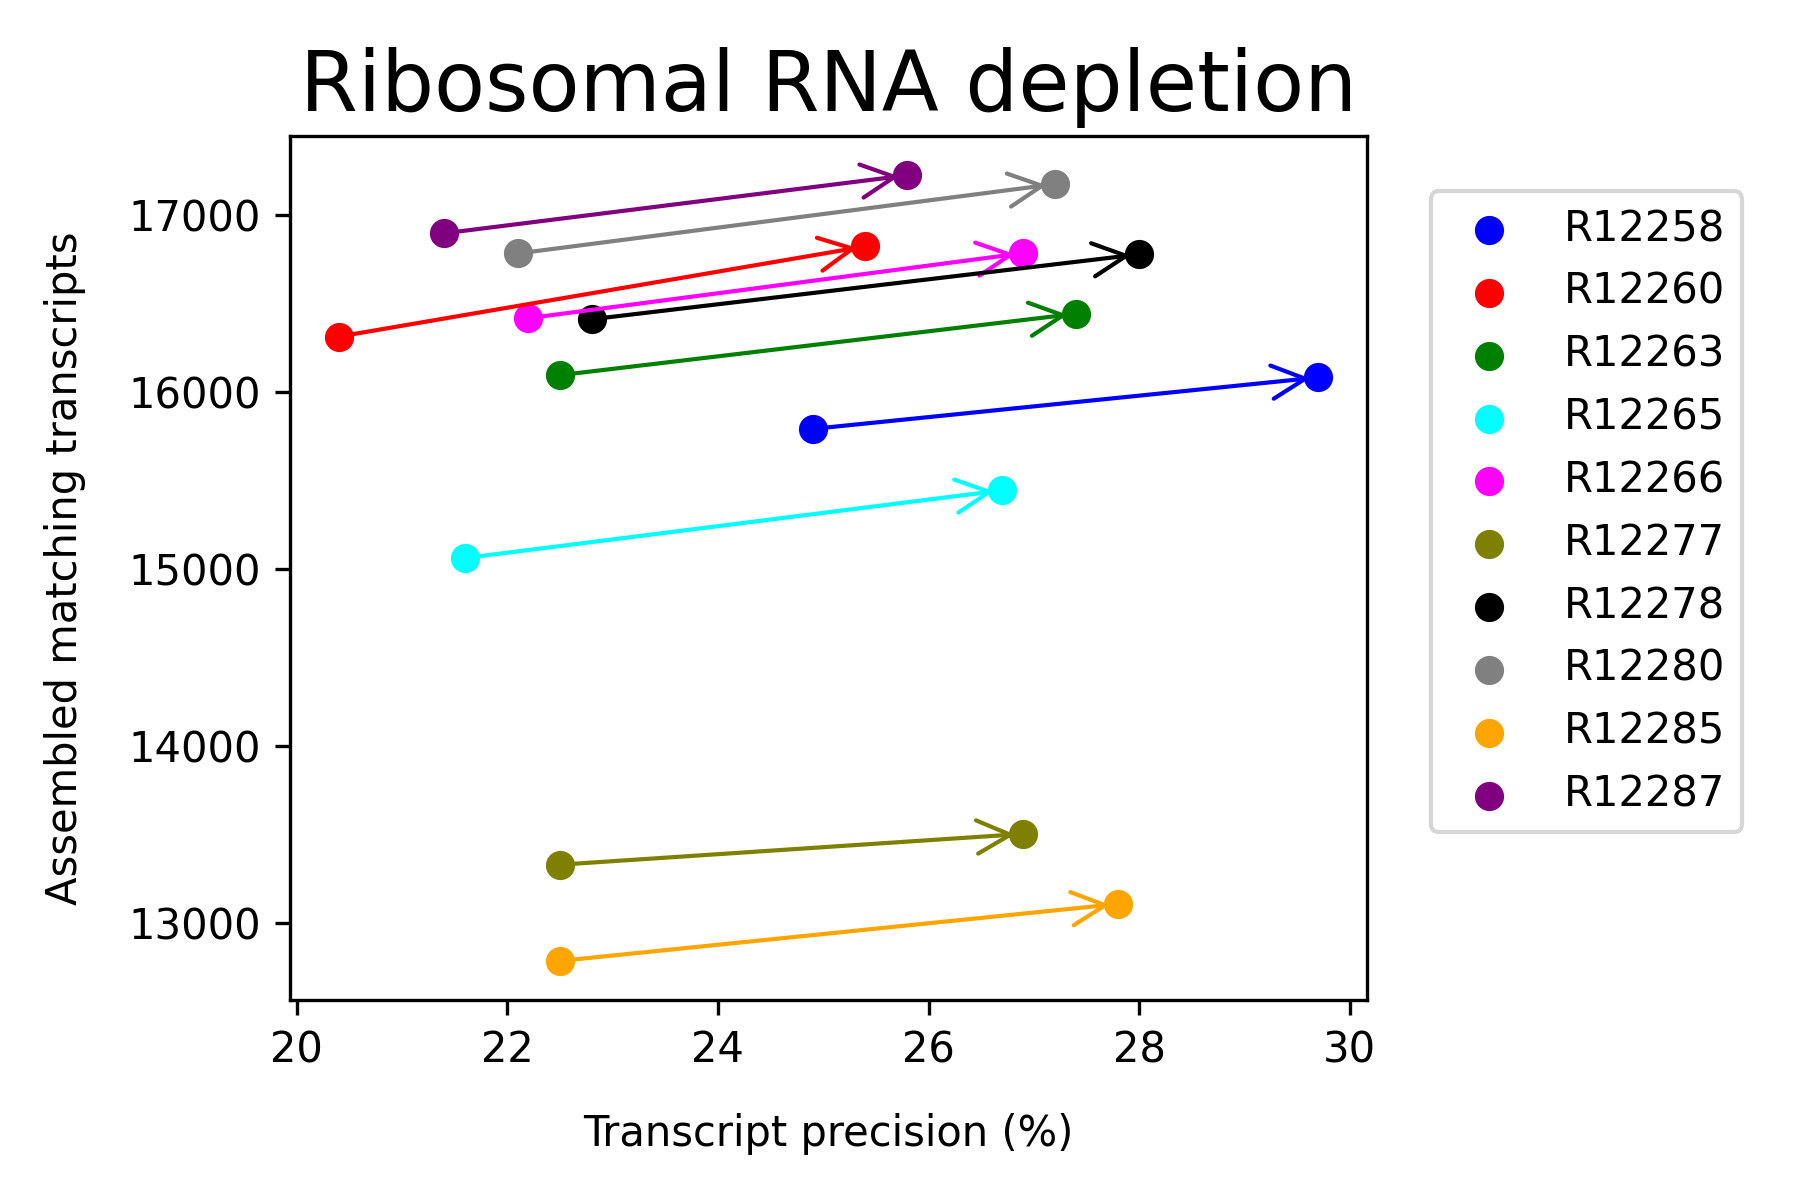 Ribosomal RNA depletion
Assembled matching transcripts
17000
16000
15000
14000
13000
20 22 24 26 28 30
Transcript precision (%)
R12258
R12260
R12263
R12265
R12266
R12277
R12278
R12280
R12285
R12287